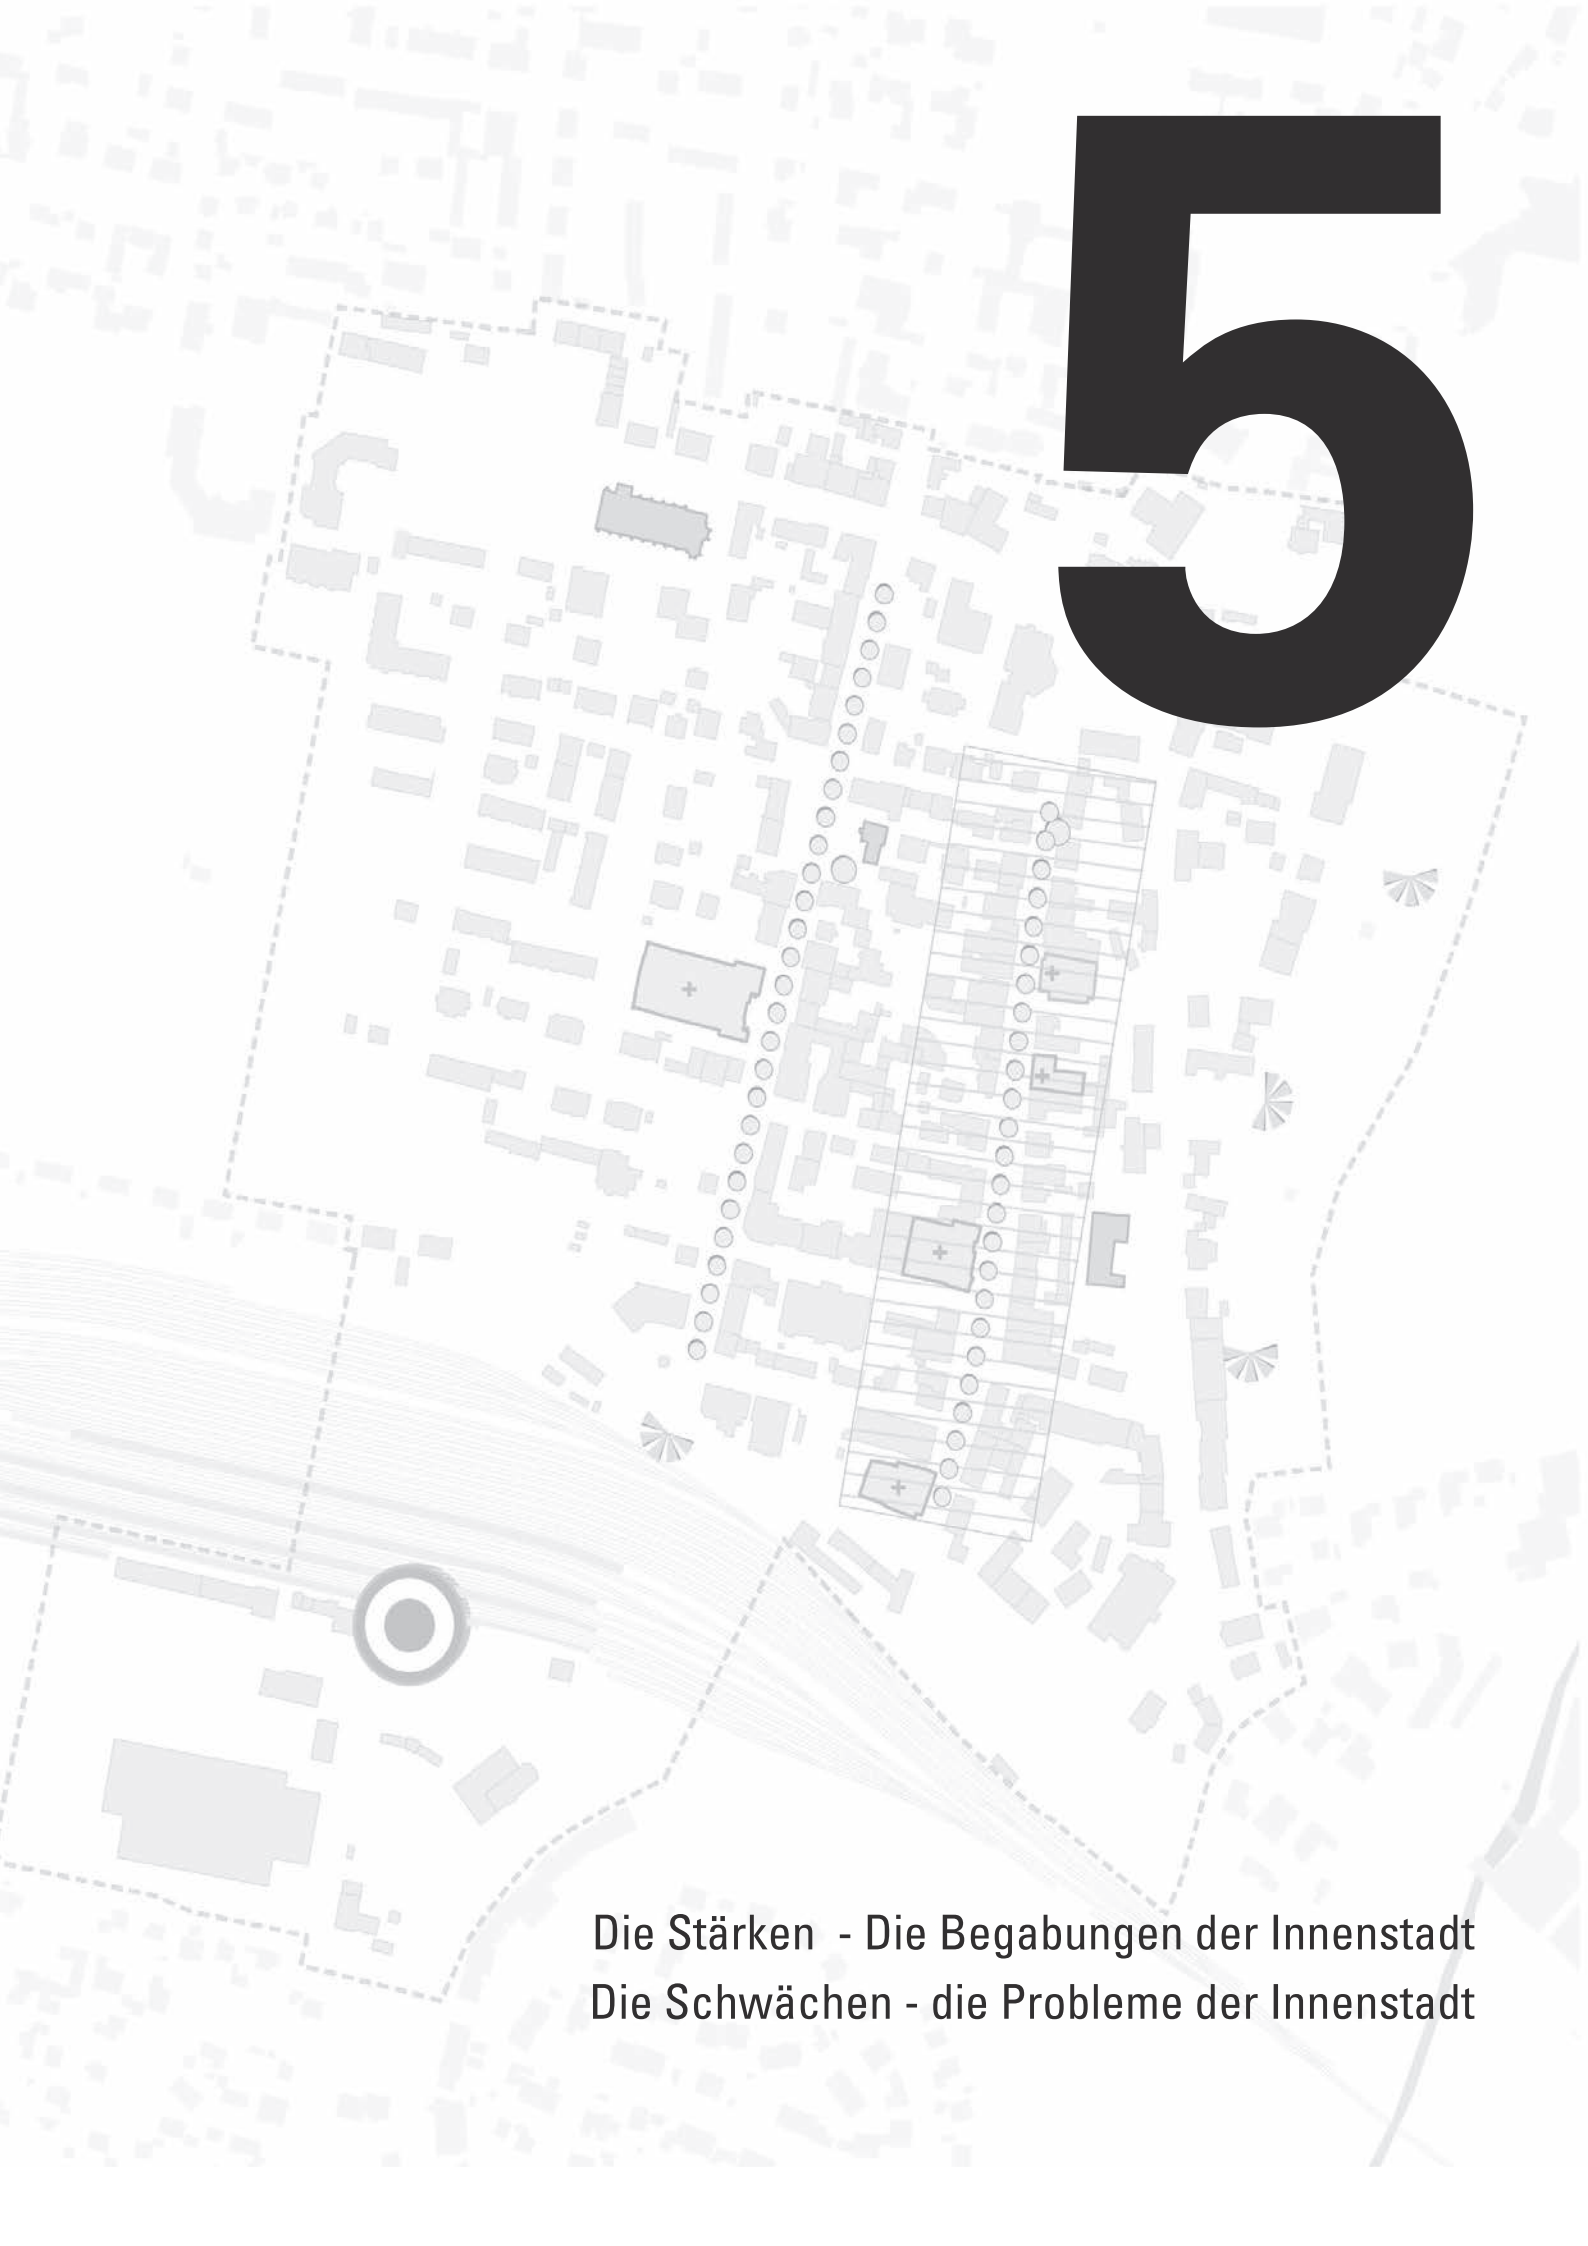 5
Die Stärken - Die Begabungen der Innenstadt
Die Schwächen - die Probleme der Innenstadt